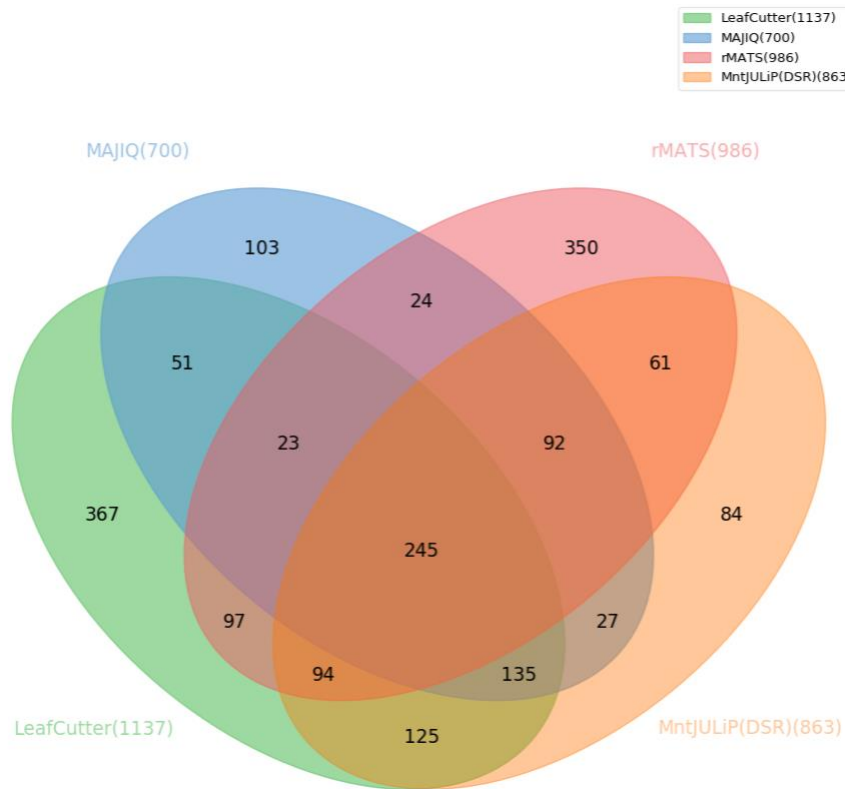 LeafCutter(1137)
MAJIQ(700)
rMATS(986)
MntJULiP(DSR)(863
MAJIQ(700)
rMATS(986)
103
350
24
51
61
23
92
367
84
245
97
27
94
135
LeafCutter(1137)
MntJULiP(DSR)(863)
125